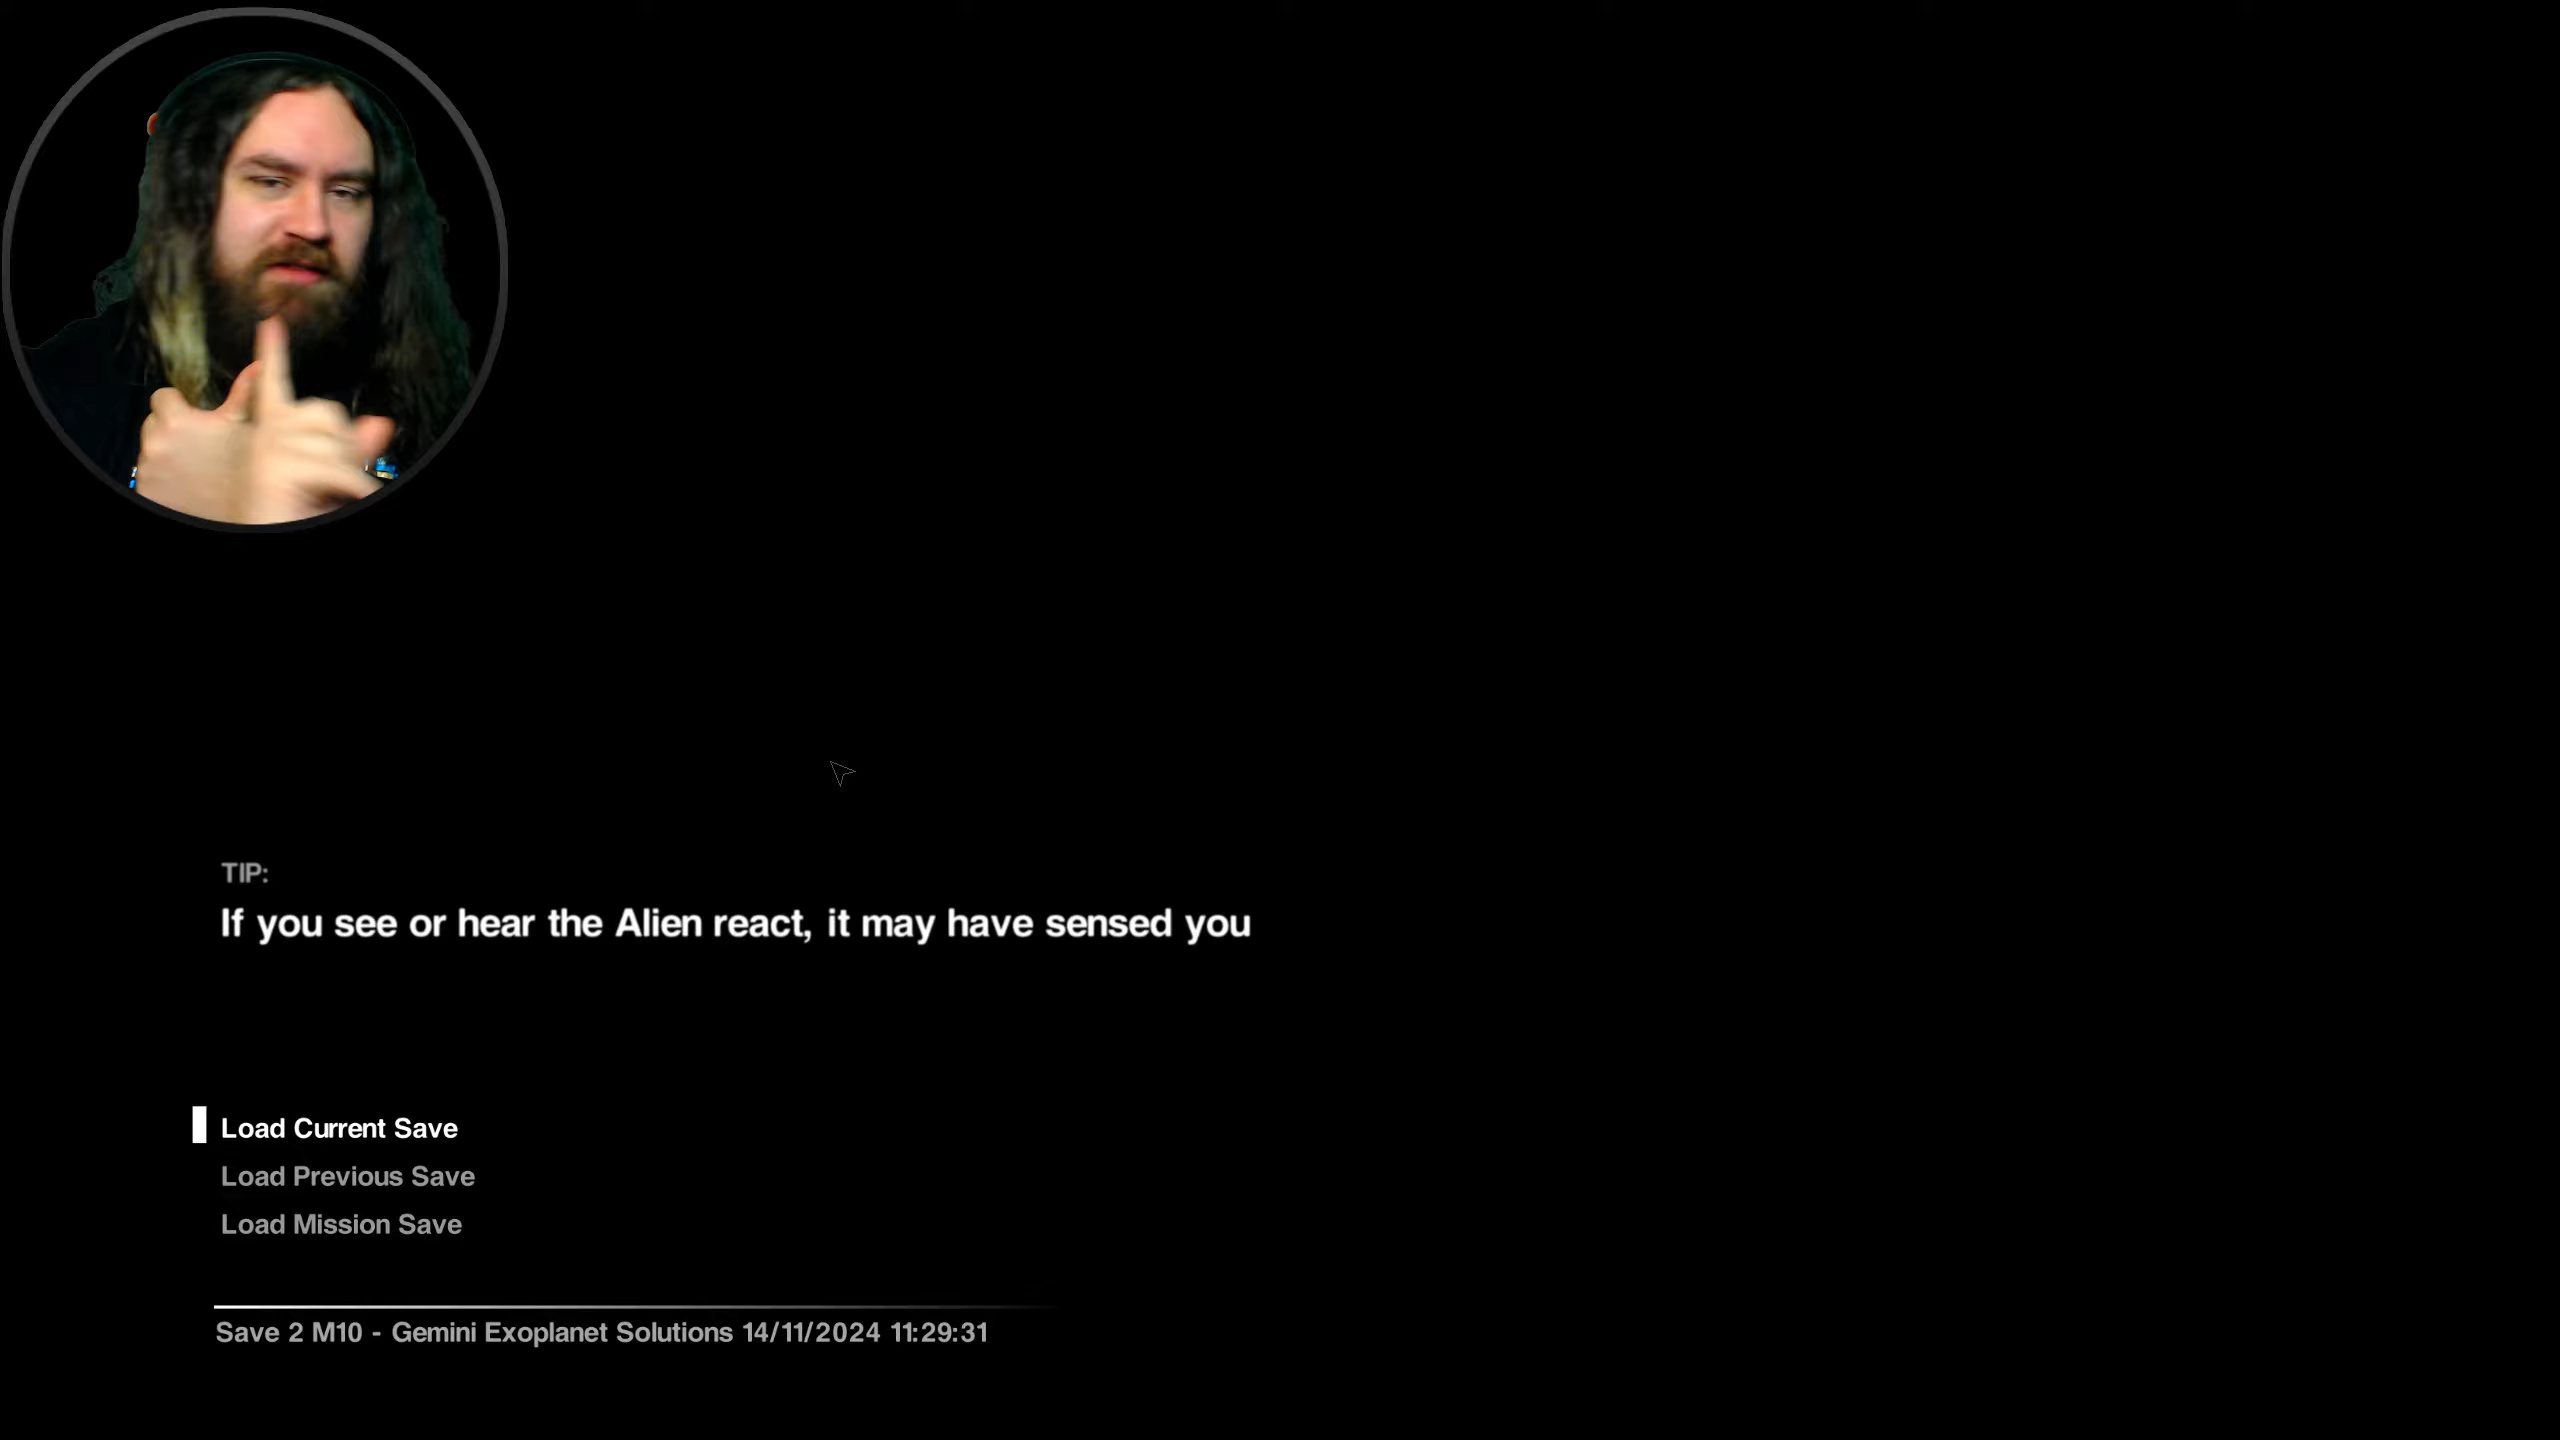 TIP:
If you see or hear the Alien react, it may have sensed you
Load Current Save
Load Previous Save
Load Mission Save
Save 2 M10 - Gemini Exoplanet Solutions 14/11/2024 11:29:31